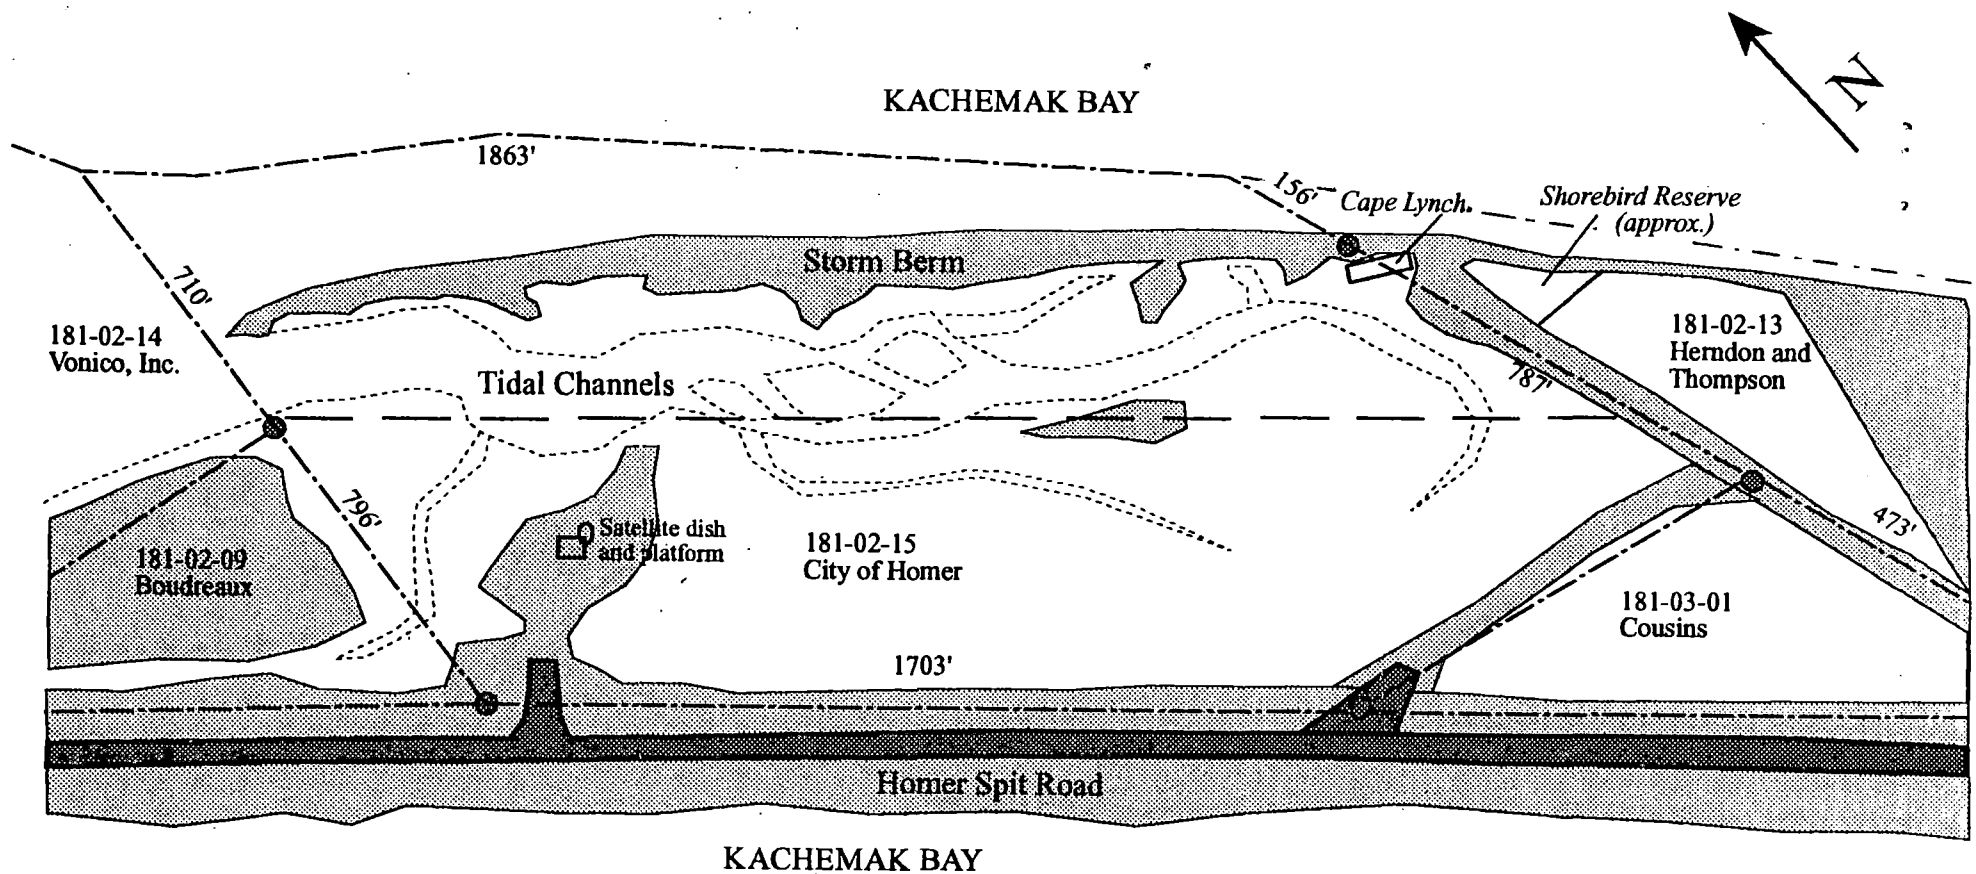 N
KACHEMAK BAY
1863'
156'
Cape Lynch.
Shorebird Reserve
(approx.)
Storm Berm
710'
181-02-14
Vonico, Inc.
181-02-13
Herndon and
Thompson
Tidal Channels
787'
796'
473'
Satellite dish
and platform
181-02-15
City of Homer
181-02-09
Boudreaux
181-03-01
Cousins
1703'
Homer Spit Road
KACHEMAK BAY